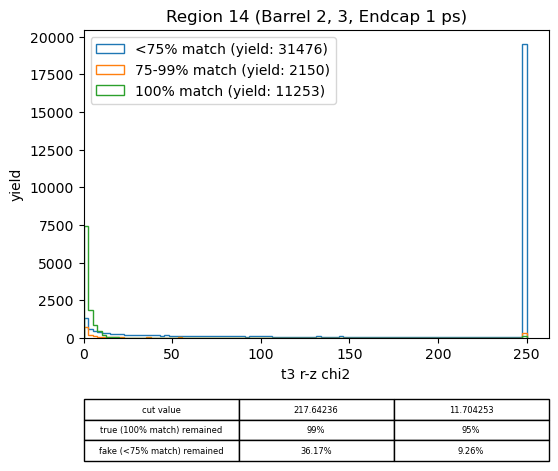 Region 14 (Barrel 2, 3, Endcap 1 ps)
<75% match (yield: 31476)
75-99% match (yield: 2150)
100% match (yield: 11253)
yield
20000
17500
15000
12500
10000
7500
5000
2500
0
0 50 100 150 200 250
t3 r-z chi2
cut value 217.64236 11.704253
true (100% match) remained 99% 95%
fake (<75% match) remained 36.17% 9.26%